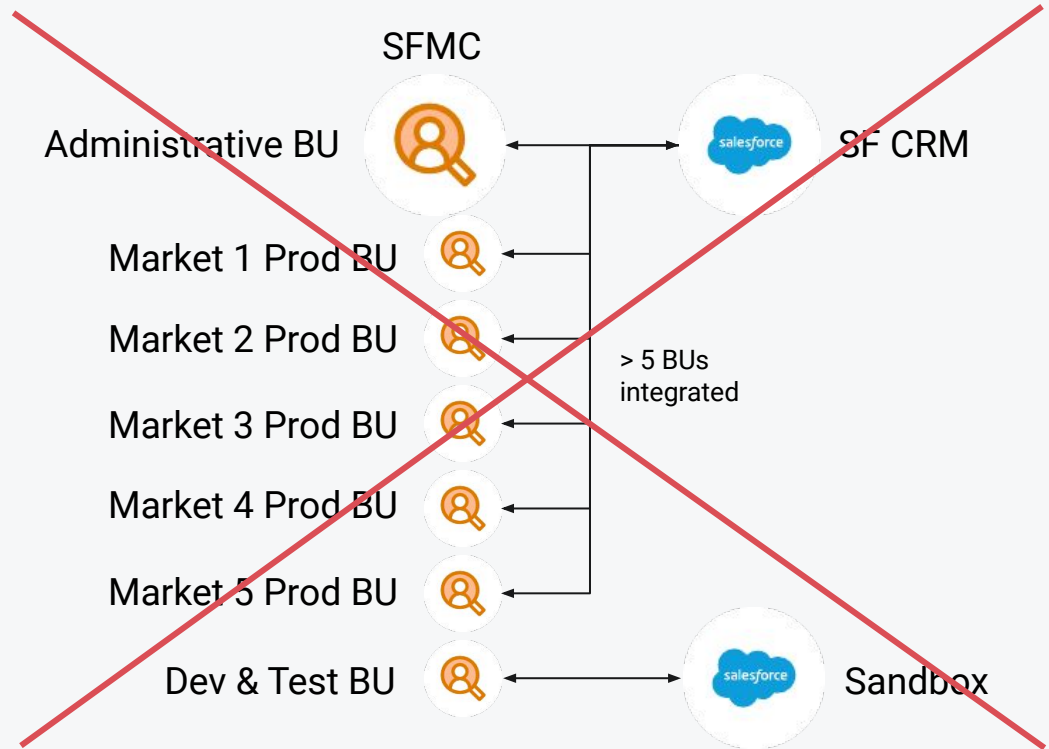 SFMC
Administrative BU
salesforce
SF CRM
Market 1 Prod BU
Market 2 Prod BU
> 5 BUs
integrated
Market 3 Prod BU
Market 4 Prod BU
Market 5 Prod BU
Dev & Test BU
salesforce
Sandbox